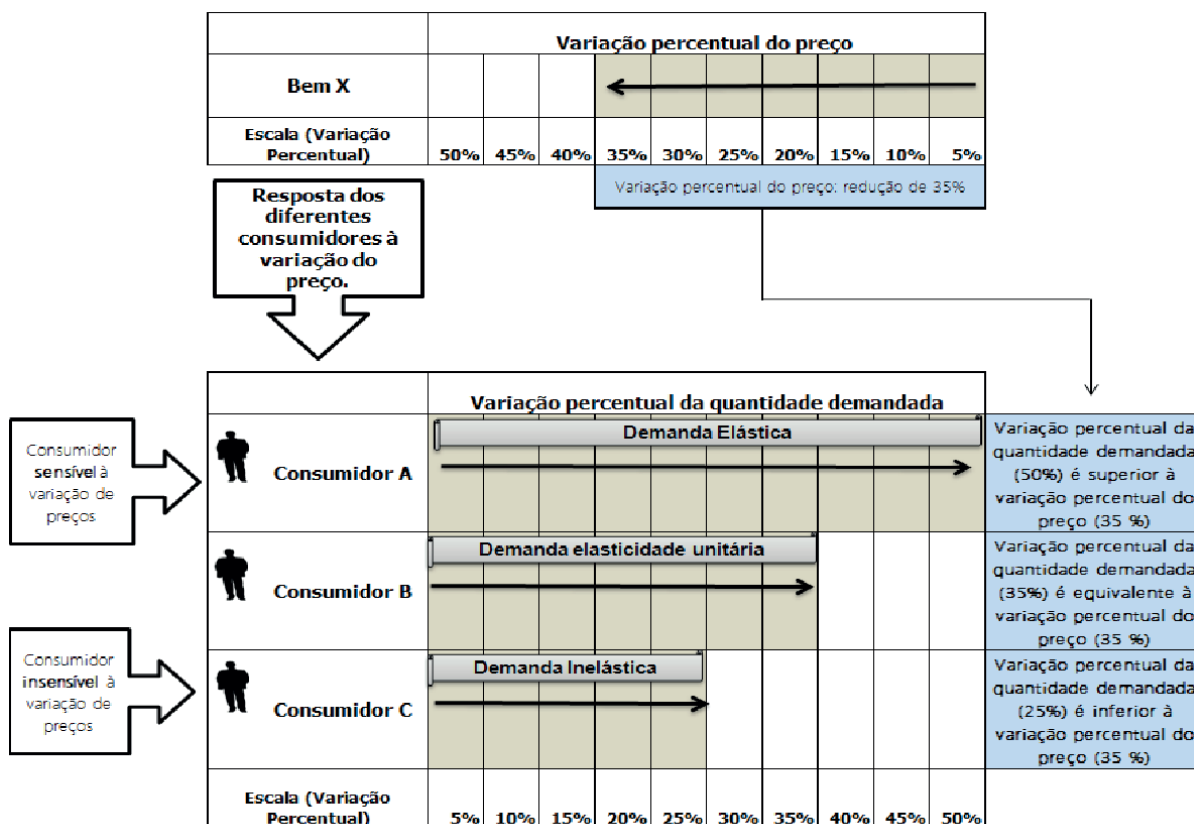 Variação percentual do preço
Bem X
Escala (Variação
Percentual)
50% 45% 40% 35% 30% 25% 20% 15% 10% 5%
Variação percentual do preço: redução de 35%
Resposta dos
diferentes
consumidores à
variação do
preço.
Variação percentual da quantidade demandada
Consumidor
sensível à
variação de
preços
Consumidor A
Demanda Elástica
Variação percentual da
quantidade demandada
(50%) é superior à
variação percentual do
preço (35 %)
Consumidor B
Demanda elasticidade unitária
Variação percentual da
quantidade demandada
(35%) é equivalente à
variação percentual do
preço (35 %)
Consumidor
insensível à
variação de
preços
Consumidor C
Demanda Inelástica
Variação percentual da
quantidade demandada
(25%) é inferior à
variação percentual do
preço (35 %)
Escala (Variação
Percentual)
5% 10% 15% 20% 25% 30% 35% 40% 45% 50%